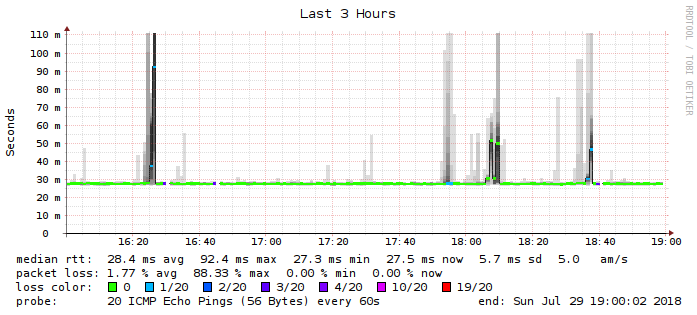 Last 3 Hours
RRDTOOL / TOBI OETIKER
Seconds
110 m
100 m
90 m
80 m
70 m
60 m
50 m
40 m
30 m
20 m
10 m
0
16:20 16:40 17:00 17:20 17:40 18:00 18:20 18:40 19:00
median rtt: 28.4 ms avg 92.4 ms max 27.3 ms min 27.5 ms now 5.7 ms sd 5.0 am/s
packet loss: 1.77 % avg 88.33 % max 0.00 % min 0.00 % now
loss color: 0 1/20 2/20 3/20 4/20 10/20 19/20
probe: 20 ICMP Echo Pings (56 Bytes) every 60s end: Sun Jul 29 19:00:02 2018